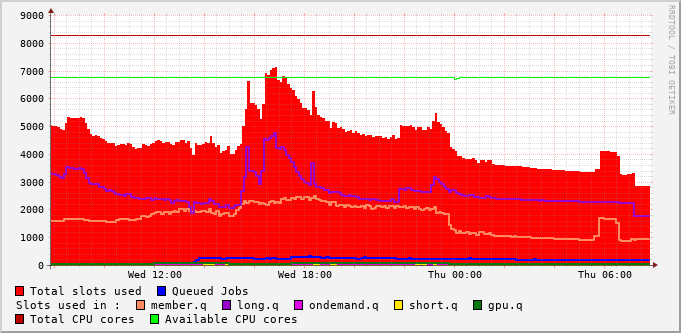 9000
8000
7000
6000
5000
4000
3000
2000
1000
0
Wed 12:00 Wed 18:00 Thu 00:00 Thu 06:00
Total slots used Queued Jobs
Slots used in : member.q long.q ondemand.q short.q gpu.q
Total CPU cores Available CPU cores
RRDTOOL / TOBI OETIKER